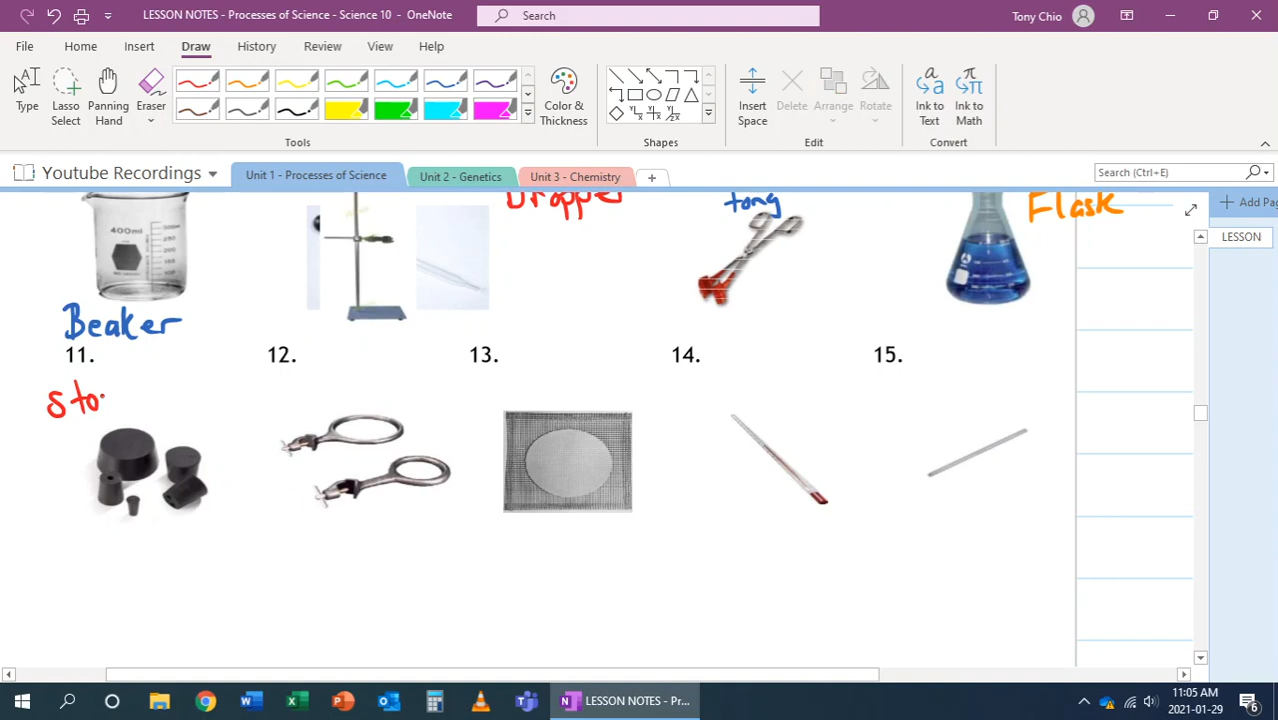 LESSON NOTES - Processes of Science - Science 10 - OneNote
Search
Tony Chio
File Home Insert Draw History Review View Help
Type
Lasso Select
Panning Hand
Eraser
Color & Thickness
Insert Space
Delete
Arrange
Rotate
Ink to Text
Ink to Math
Tools
Shapes
Edit
Convert
Youtube Recordings
Unit 1 - Processes of Science
Unit 2 - Genetics
Unit 3 - Chemistry
Search (Ctrl+E)
Add Pag
LESSON
Dropper
tong
Flask
400ml
Beaker
11. 12. 13. 14. 15.
sto
LESSON NOTES - Pr...
11:05 AM
2021-01-29
6